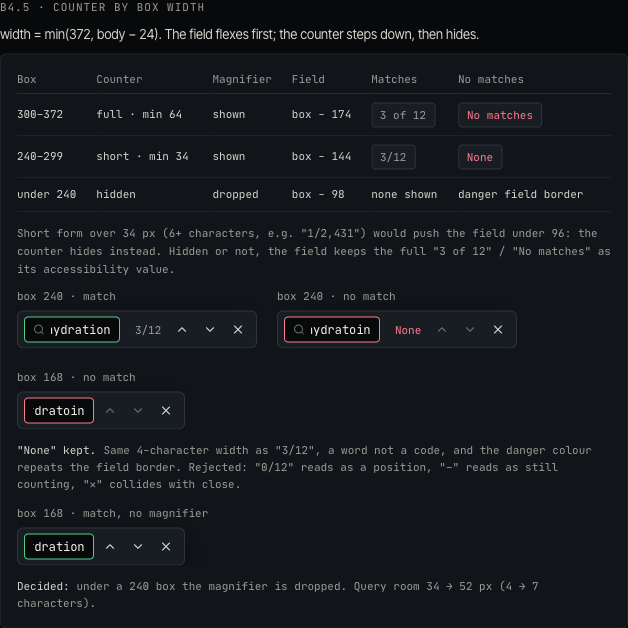 B4.5 · COUNTER BY BOX WIDTH
width = min(372, body − 24). The field flexes first; the counter steps down, then hides.
Box Counter Magnifier Field Matches No matches
300–372 full · min 64 shown box − 174 3 of 12 No matches
240–299 short · min 34 shown box − 144 3/12 None
under 240 hidden dropped box − 98 none shown danger field border
Short form over 34 px (6+ characters, e.g. "1/2,431") would push the field under 96: the
counter hides instead. Hidden or not, the field keeps the full "3 of 12" / "No matches" as
its accessibility value.
box 240 · match box 240 · no match
ydration 3/12 ydratoin None
box 168 · no match
dratoin
"None" kept. Same 4-character width as "3/12", a word not a code, and the danger colour
repeats the field border. Rejected: "0/12" reads as a position, "–" reads as still
counting, "×" collides with close.
box 168 · match, no magnifier
dration
Decided: under a 240 box the magnifier is dropped. Query room 34 → 52 px (4 → 7
characters).